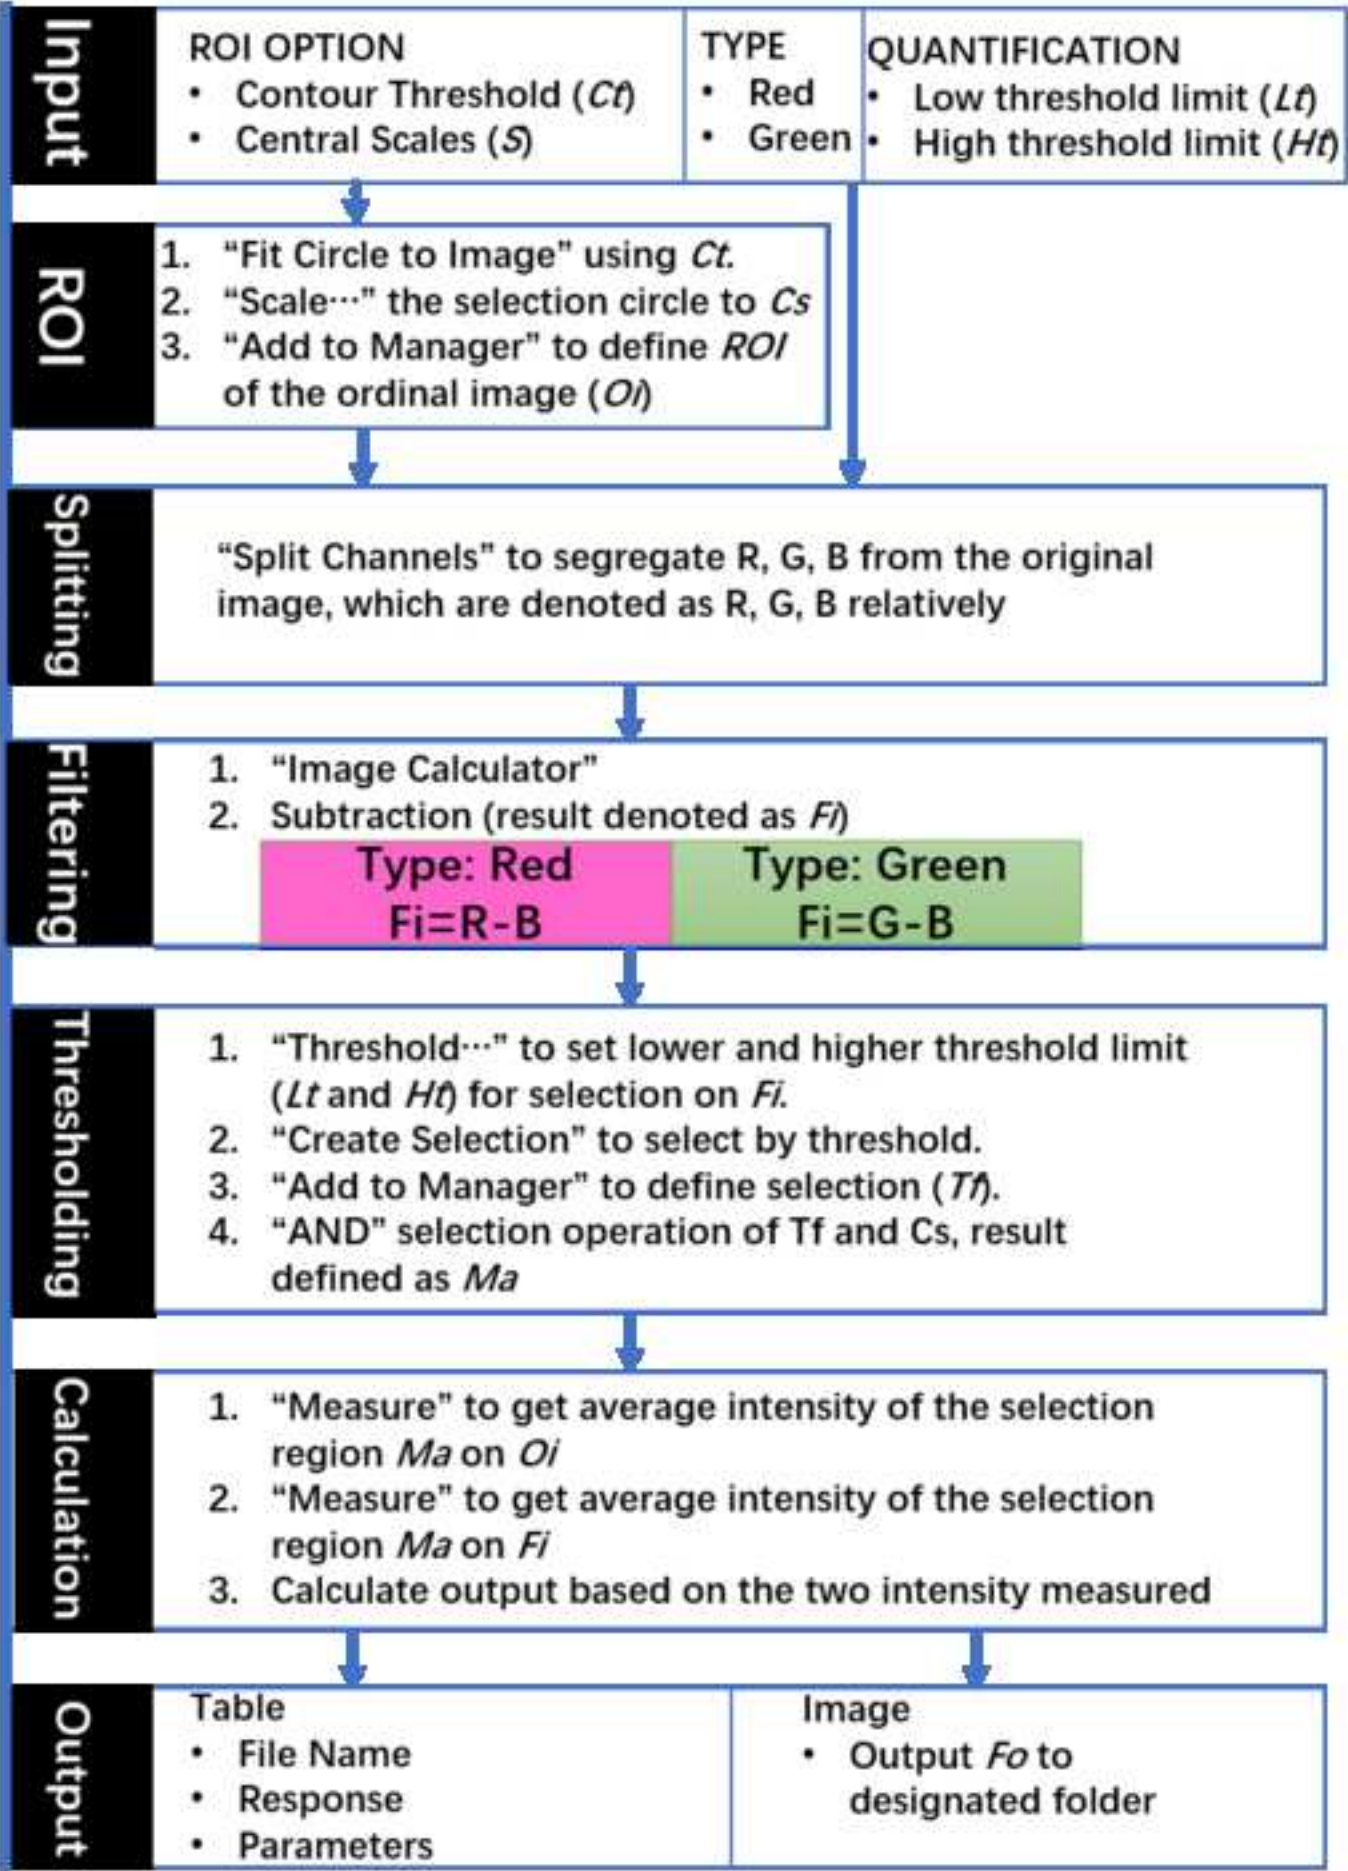 Input
ROI OPTION
• Contour Threshold (Ct)
• Central Scales (S)
TYPE
• Red
• Green
QUANTIFICATION
• Low threshold limit (Lt)
• High threshold limit (Ht)
ROI
1. “Fit Circle to Image” using Ct.
2. “Scale···” the selection circle to Cs
3. “Add to Manager” to define ROI
of the ordinal image (Oi)
Splitting
“Split Channels” to segregate R, G, B from the original
image, which are denoted as R, G, B relatively
Filtering
1. “Image Calculator”
2. Subtraction (result denoted as Fi)
Type: Red
Fi=R-B
Type: Green
Fi=G-B
Thresholding
1. “Threshold···” to set lower and higher threshold limit
(Lt and Ht) for selection on Fi.
2. “Create Selection” to select by threshold.
3. “Add to Manager” to define selection (Tf).
4. “AND” selection operation of Tf and Cs, result
defined as Ma
Calculation
1. “Measure” to get average intensity of the selection
region Ma on Oi
2. “Measure” to get average intensity of the selection
region Ma on Fi
3. Calculate output based on the two intensity measured
Output
Table
• File Name
• Response
• Parameters
Image
• Output Fo to
designated folder